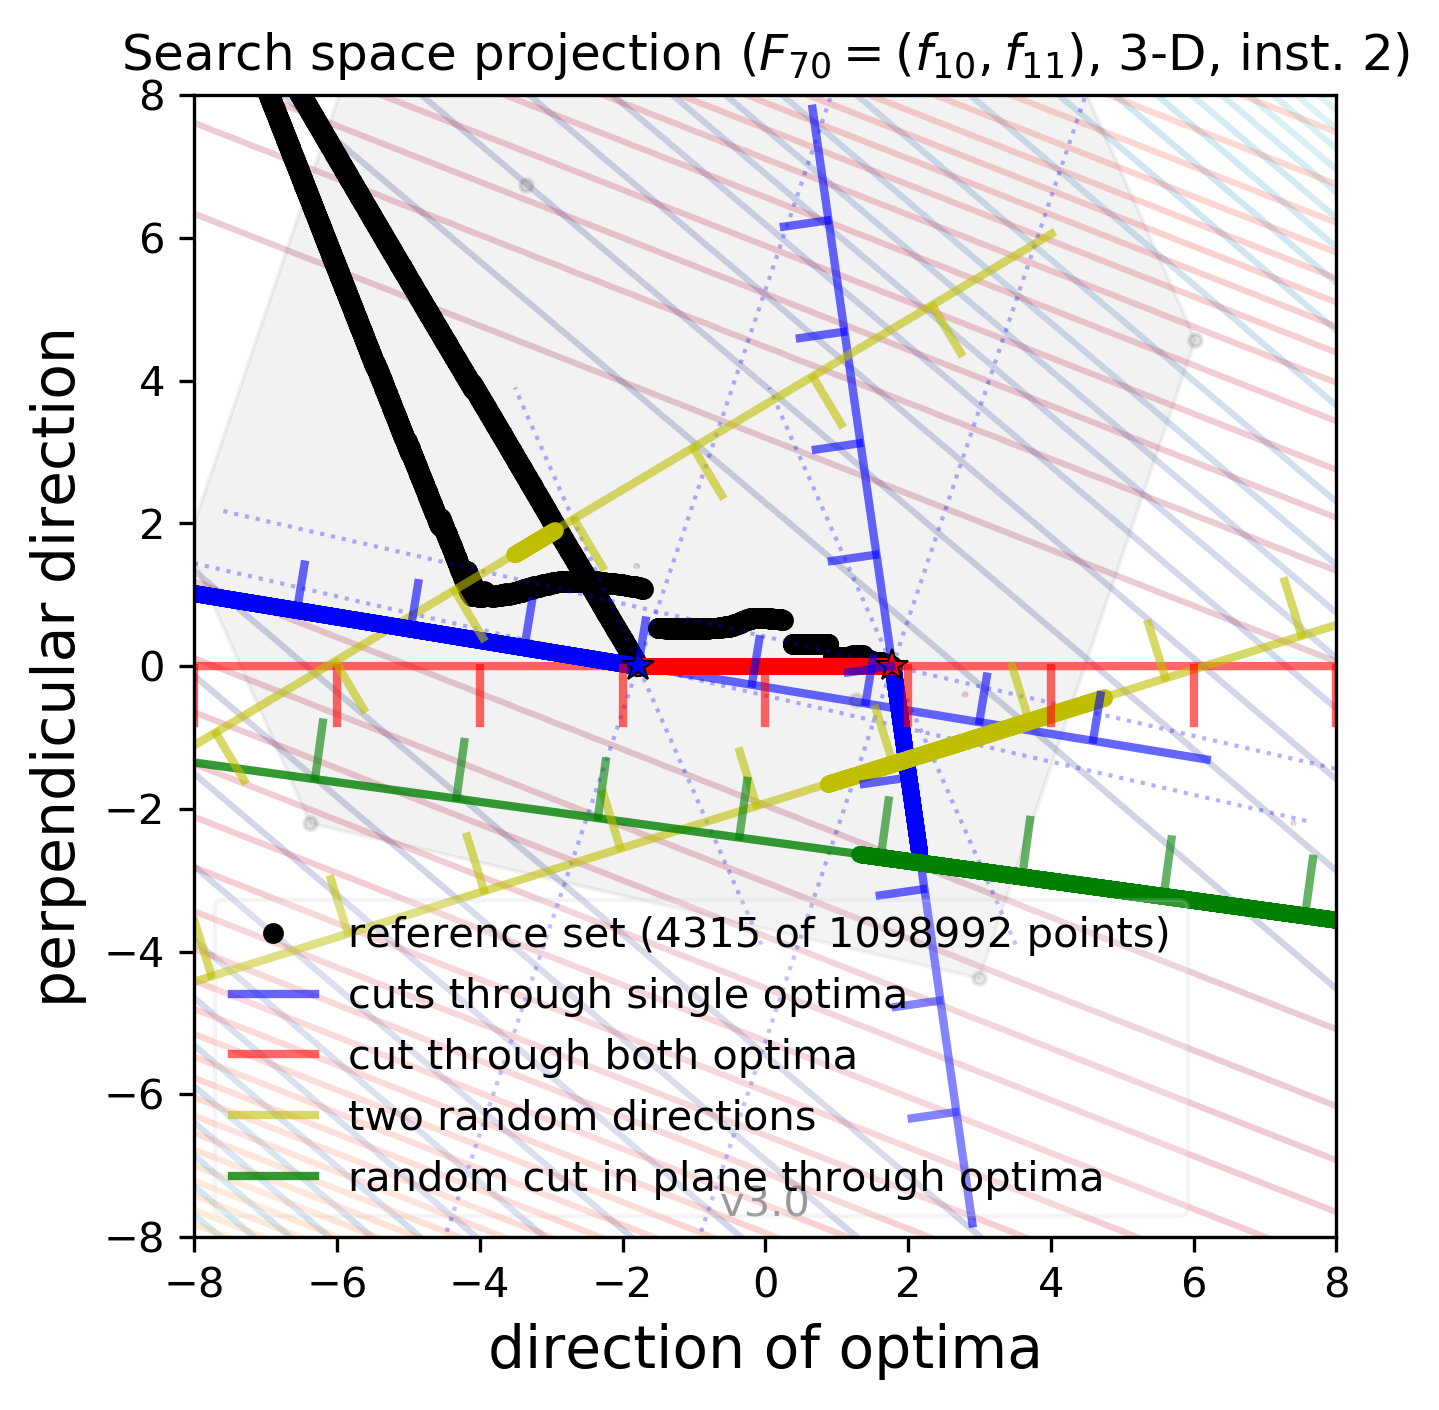 Search space projection (F₇₀ = (f₁₀, f₁₁), 3-D, inst. 2)
8
6
4
2
0
−2
−4
−6
−8
perpendicular direction
reference set (4315 of 1098992 points)
cuts through single optima
cut through both optima
two random directions
random cut in plane through optima
v3.0
−8 −6 −4 −2 0 2 4 6 8
direction of optima